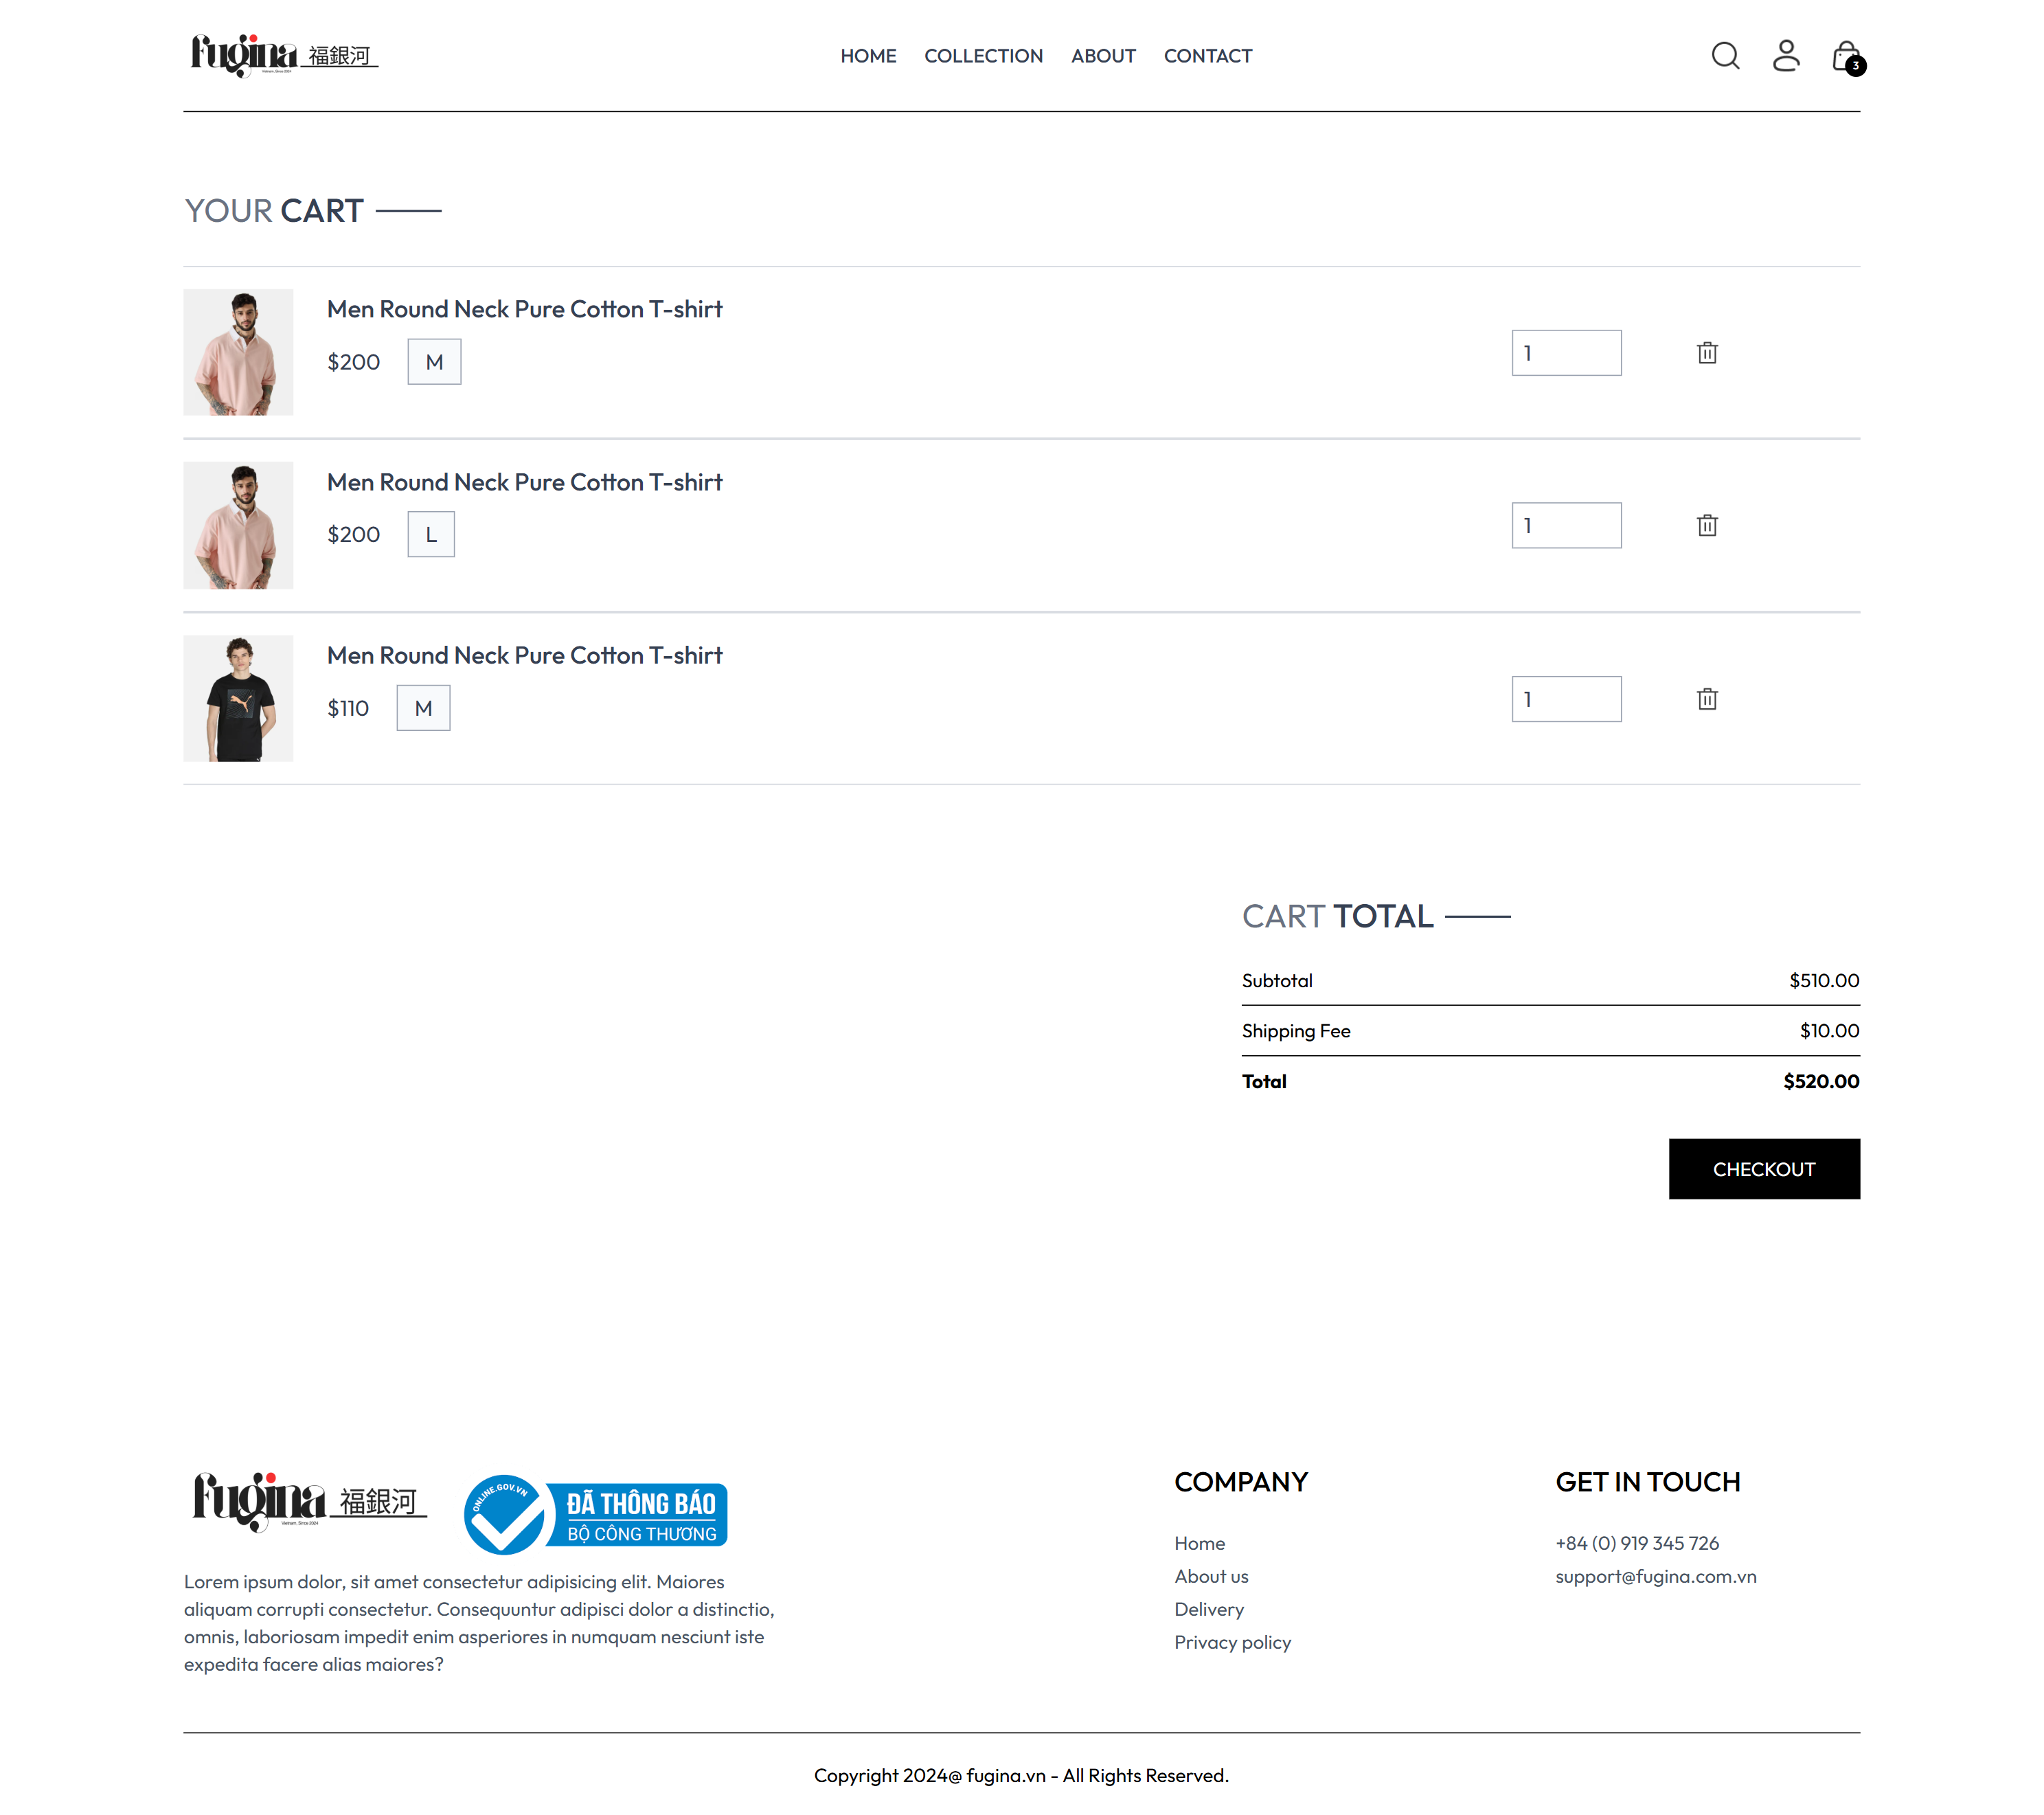 fugina 福銀河
Vietnam, Since 2024
HOME COLLECTION ABOUT CONTACT
3
YOUR CART
Men Round Neck Pure Cotton T-shirt
$200 M
1
Men Round Neck Pure Cotton T-shirt
$200 L
1
Men Round Neck Pure Cotton T-shirt
$110 M
1
CART TOTAL
Subtotal $510.00
Shipping Fee $10.00
Total $520.00
CHECKOUT
fugina 福銀河
Vietnam, Since 2024
ONLINE.GOV.VN
ĐÃ THÔNG BÁO
BỘ CÔNG THƯƠNG
Lorem ipsum dolor, sit amet consectetur adipisicing elit. Maiores
aliquam corrupti consectetur. Consequuntur adipisci dolor a distinctio,
omnis, laboriosam impedit enim asperiores in numquam nesciunt iste
expedita facere alias maiores?
COMPANY
Home
About us
Delivery
Privacy policy
GET IN TOUCH
+84 (0) 919 345 726
support@fugina.com.vn
Copyright 2024@ fugina.vn - All Rights Reserved.